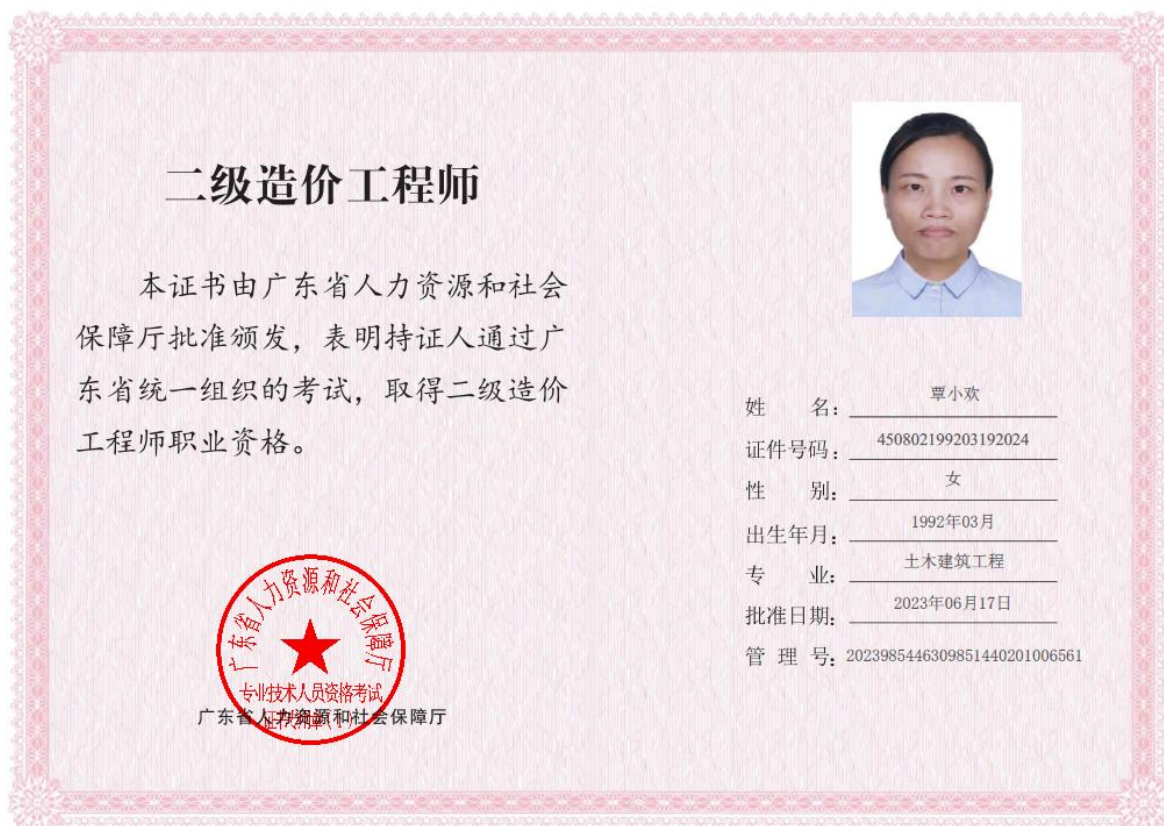 二级造价工程师
本证书由广东省人力资源和社会
保障厅批准颁发，表明持证人通过广
东省统一组织的考试，取得二级造价
工程师职业资格。
广东省人力资源和社会保障厅
专业技术人员资格考试
广东省人力资源和社会保障厅
姓　　名：覃小欢
证件号码：450802199203192024
性　　别：女
出生年月：1992年03月
专　　业：土木建筑工程
批准日期：2023年06月17日
管 理 号：20239854463098514402​01006561